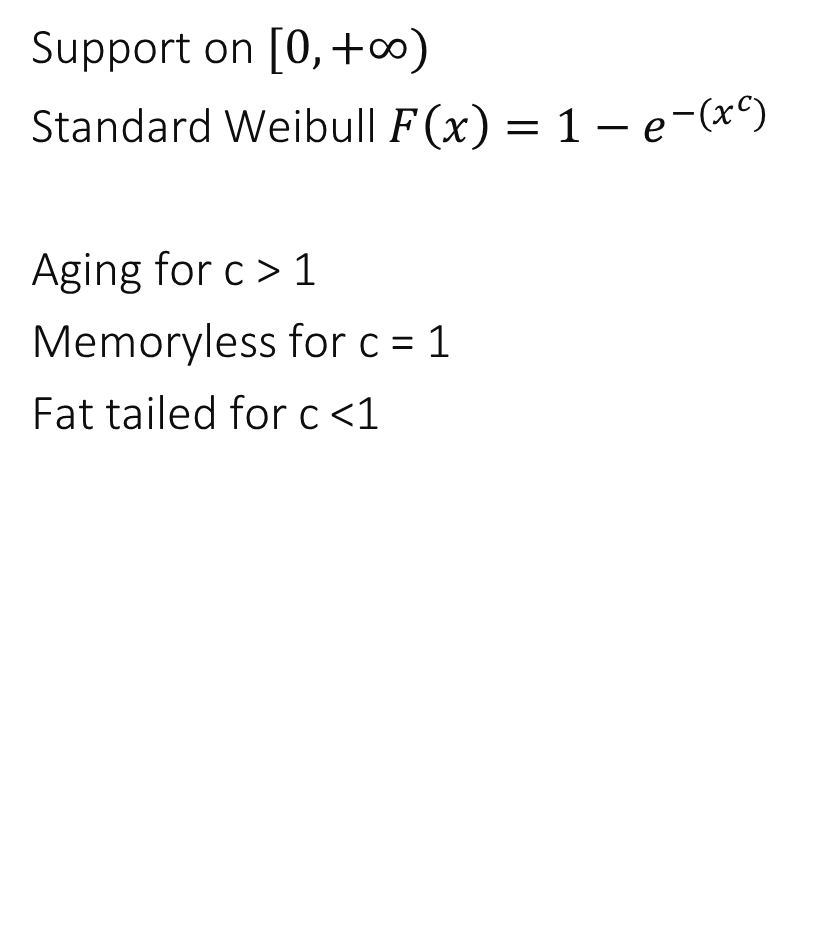 Support on [0, +∞)
Standard Weibull F(x) = 1 − e^−(x^c)
Aging for c > 1
Memoryless for c = 1
Fat tailed for c <1